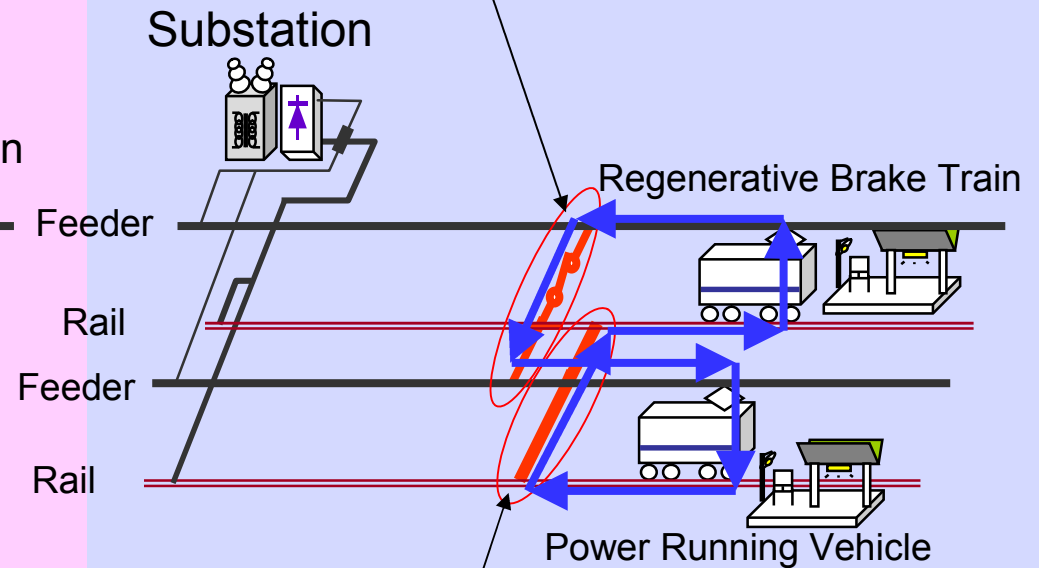 Substation
n
Regenerative Brake Train
Feeder
Rail
Feeder
Rail
Power Running Vehicle